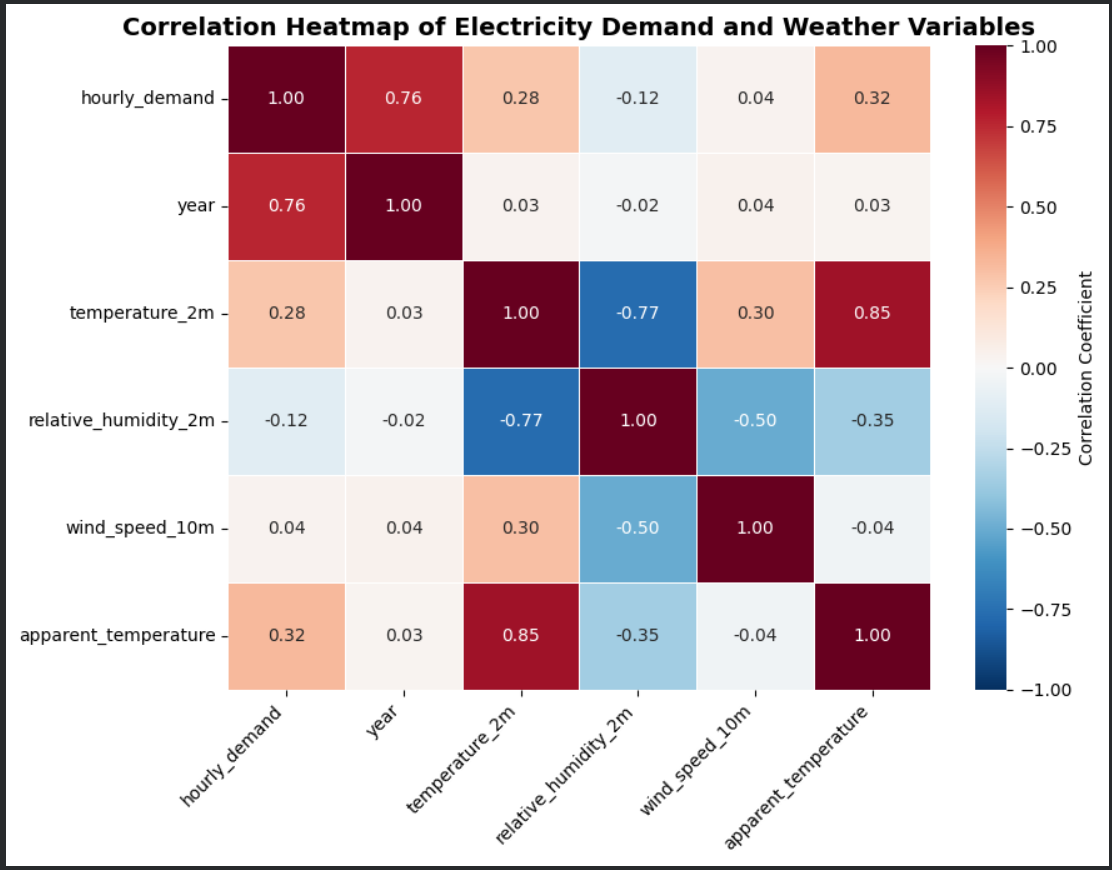 Correlation Heatmap of Electricity Demand and Weather Variables
hourly_demand 1.00 0.76 0.28 -0.12 0.04 0.32
year 0.76 1.00 0.03 -0.02 0.04 0.03
temperature_2m 0.28 0.03 1.00 -0.77 0.30 0.85
relative_humidity_2m -0.12 -0.02 -0.77 1.00 -0.50 -0.35
wind_speed_10m 0.04 0.04 0.30 -0.50 1.00 -0.04
apparent_temperature 0.32 0.03 0.85 -0.35 -0.04 1.00
hourly_demand
year
temperature_2m
relative_humidity_2m
wind_speed_10m
apparent_temperature
1.00
0.75
0.50
0.25
0.00
−0.25
−0.50
−0.75
−1.00
Correlation Coefficient